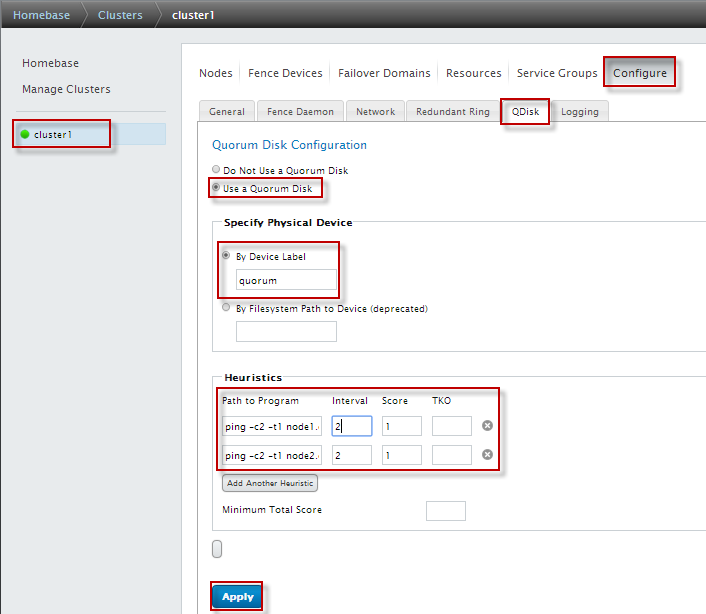 Homebase Clusters cluster1
Homebase
Manage Clusters
cluster1
Nodes Fence Devices Failover Domains Resources Service Groups Configure
General Fence Daemon Network Redundant Ring QDisk Logging
Quorum Disk Configuration
Do Not Use a Quorum Disk
Use a Quorum Disk
Specify Physical Device
By Device Label
quorum
By Filesystem Path to Device (deprecated)
Heuristics
Path to Program Interval Score TKO
ping -c2 -t1 node1. 2 1
ping -c2 -t1 node2. 2 1
Add Another Heuristic
Minimum Total Score
Apply